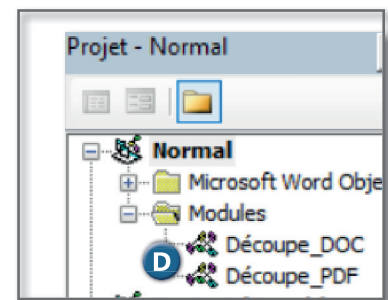 Projet - Normal
Normal
Microsoft Word Obje
Modules
D
Découpe_DOC
Découpe_PDF